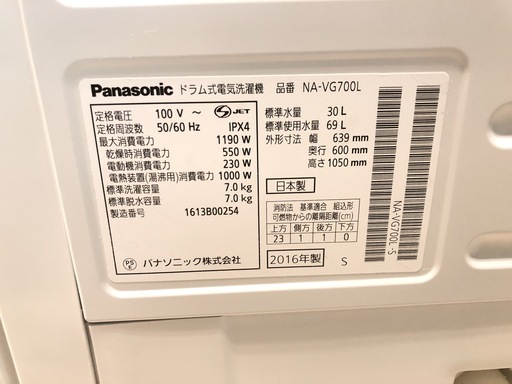 Panasonic ドラム式電気洗濯機 品番 NA-VG700L
定格電圧 100 V ～ S JET
定格周波数 50/60 Hz IPX4
最大消費電力 1190 W
乾燥時消費電力 550 W
電動機消費電力 230 W
電熱装置(湯沸用)消費電力 1000 W
標準洗濯容量 7.0 kg
標準脱水容量 7.0 kg
製造番号 1613B00254
PS E パナソニック株式会社
標準水量 30 L
標準使用水量 69 L
外形寸法 幅 639 mm
奥行 600 mm
高さ 1050 mm
日本製
消防法 基準適合 組込形
可燃物からの離隔距離(cm)
上方 側方 後方 下方
23 1 1 0
2016年製 S
NA-VG700L-S